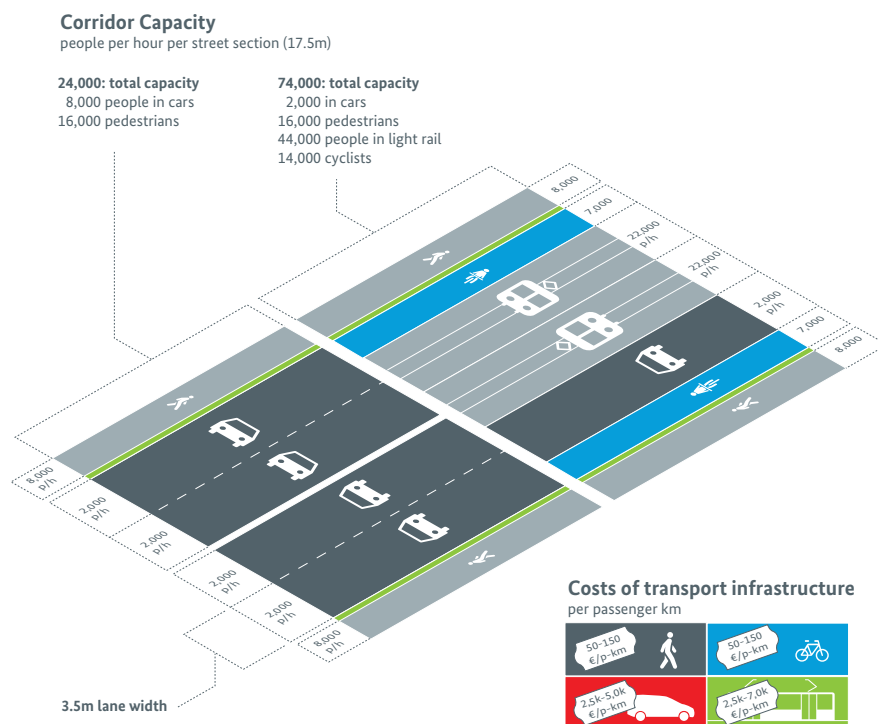 Corridor Capacity
people per hour per street section (17.5m)
24,000: total capacity
8,000 people in cars
16,000 pedestrians
74,000: total capacity
2,000 in cars
16,000 pedestrians
44,000 people in light rail
14,000 cyclists
8,000
7,000
22,000
p/h
22,000
p/h
2,000
p/h
7,000
8,000
8,000
p/h
2,000
p/h
2,000
p/h
2,000
p/h
2,000
p/h
8,000
p/h
3.5m lane width
Costs of transport infrastructure
per passenger km
50-150
€/p-km
50-150
€/p-km
2,5k-5,0k
€/p-km
2,5k-7,0k
€/p-km